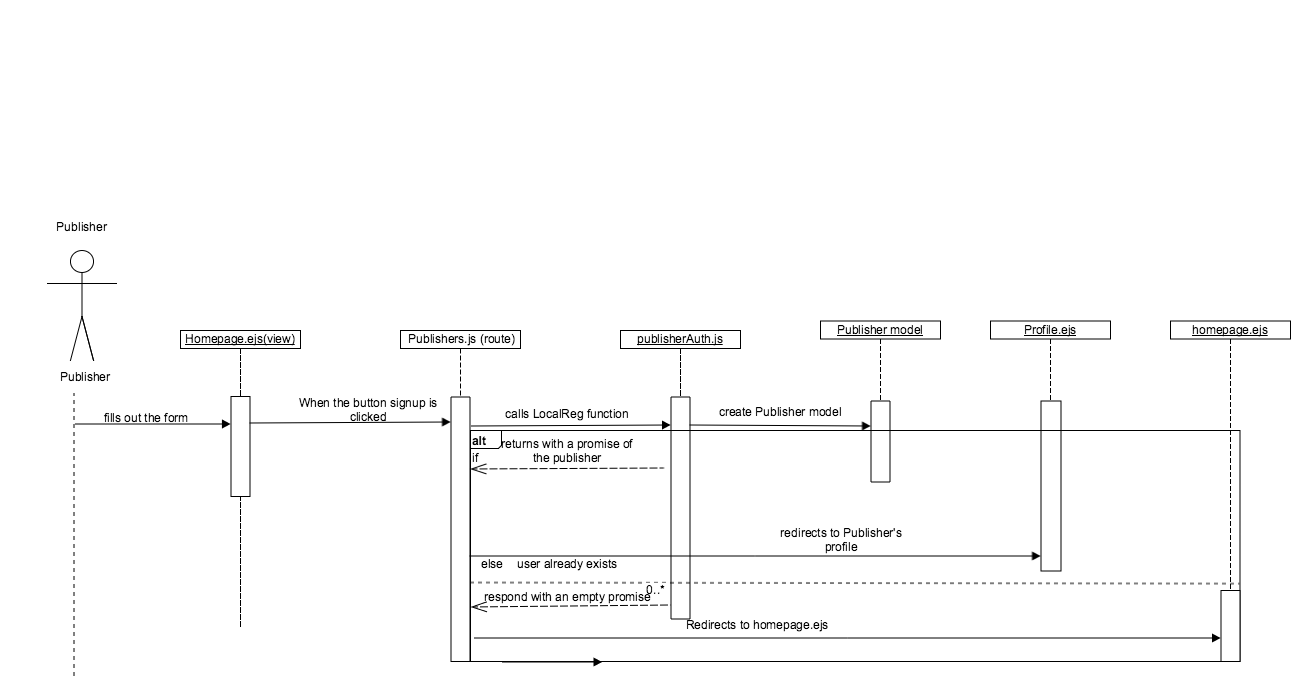 Publisher
Publisher
Homepage.ejs(view)
Publishers.js (route)
publisherAuth.js
Publisher model
Profile.ejs
homepage.ejs
fills out the form
When the button signup is
clicked
calls LocalReg function
create Publisher model
alt
if
returns with a promise of
the publisher
redirects to Publisher's
profile
else
user already exists
0..*
respond with an empty promise
Redirects to homepage.ejs